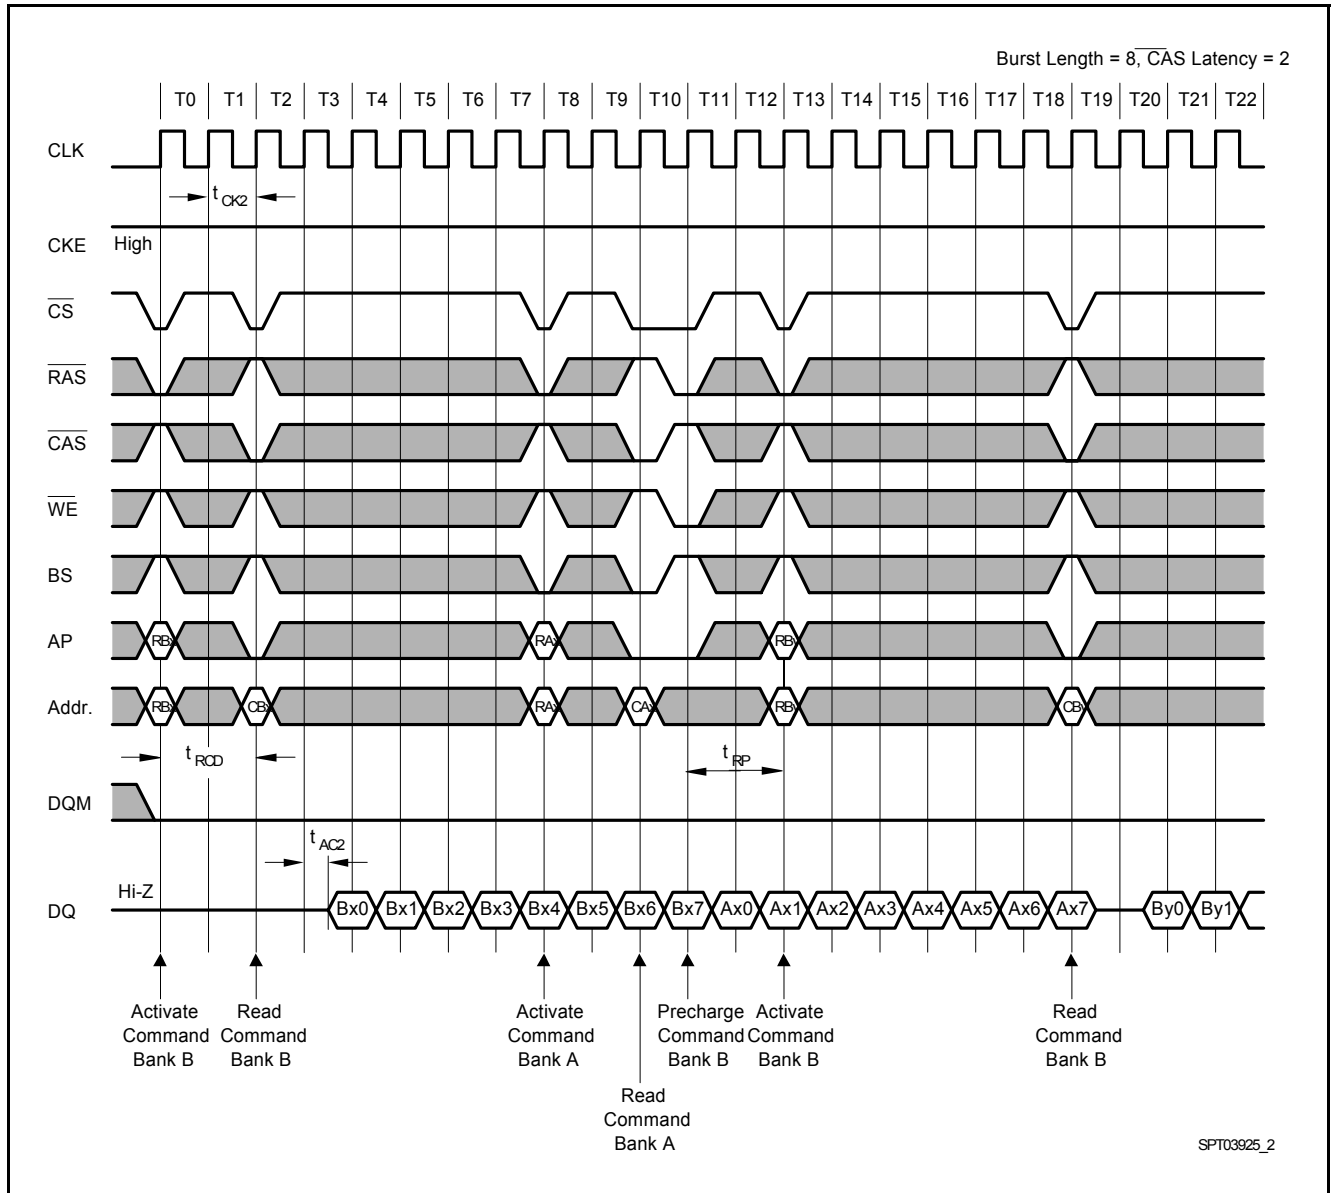 Burst Length = 8, CAS Latency = 2
T0 T1 T2 T3 T4 T5 T6 T7 T8 T9 T10 T11 T12 T13 T14 T15 T16 T17 T18 T19 T20 T21 T22
CLK
t CK2
CKE High
CS
RAS
CAS
WE
BS
AP RBx RAx RBy
Addr. RBx CBx RAx CAx RBy CBy
t RCD t RP
DQM
t AC2
Hi-Z
DQ Bx0 Bx1 Bx2 Bx3 Bx4 Bx5 Bx6 Bx7 Ax0 Ax1 Ax2 Ax3 Ax4 Ax5 Ax6 Ax7 By0 By1
Activate Command Bank B
Read Command Bank B
Activate Command Bank A
Read Command Bank A
Precharge Command Bank B
Activate Command Bank B
Read Command Bank B
SPT03925_2